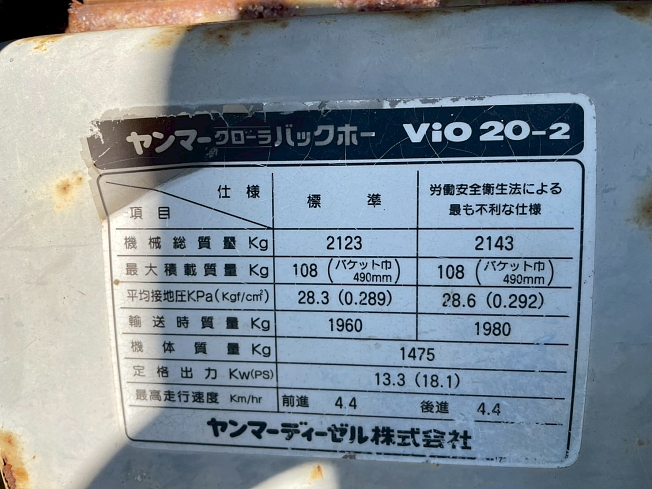 ヤンマークローラバックホー ViO 20-2
仕様 標準 労働安全衛生法による
項目 最も不利な仕様
機械総質量 Kg 2123 2143
最大積載質量 Kg 108 (バケット巾 490mm) 108 (バケット巾 490mm)
平均接地圧KPa(Kgf/cm²) 28.3 (0.289) 28.6 (0.292)
輸送時質量 Kg 1960 1980
機体質量 Kg 1475
定格出力 Kw(PS) 13.3 (18.1)
最高走行速度 Km/hr 前進 4.4 後進 4.4
ヤンマーディーゼル株式会社